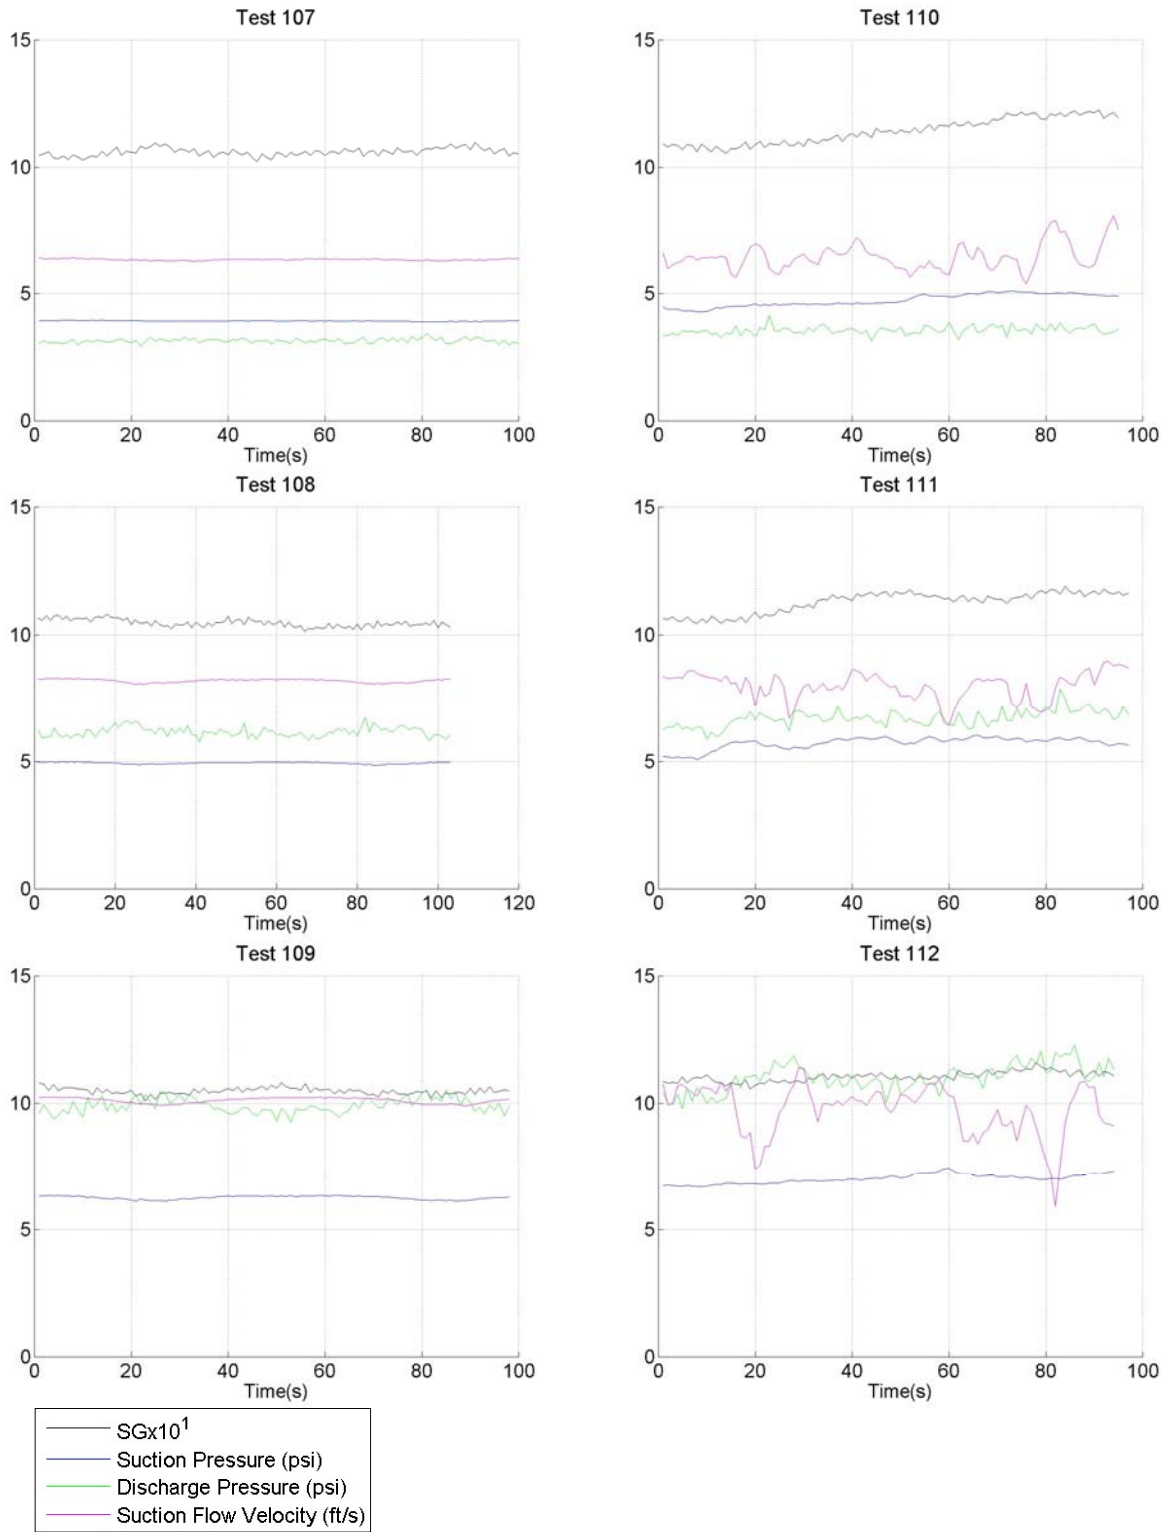 Test 107
15
10
5
0
0 20 40 60 80 100
Time(s)
Test 110
15
10
5
0
0 20 40 60 80 100
Time(s)
Test 108
15
10
5
0
0 20 40 60 80 100 120
Time(s)
Test 111
15
10
5
0
0 20 40 60 80 100
Time(s)
Test 109
15
10
5
0
0 20 40 60 80 100
Time(s)
Test 112
15
10
5
0
0 20 40 60 80 100
Time(s)
SGx10¹
Suction Pressure (psi)
Discharge Pressure (psi)
Suction Flow Velocity (ft/s)